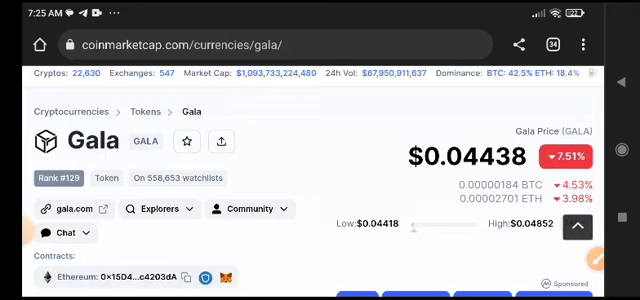 7:25 AM
22
coinmarketcap.com/currencies/gala/
34
Cryptos: 22,630 Exchanges: 547 Market Cap: $1,093,733,224,480 24h Vol: $67,950,911,637 Dominance: BTC: 42.5% ETH: 18.4%
Cryptocurrencies > Tokens > Gala
Gala Price (GALA)
Gala GALA
$0.04438 7.51%
Rank #129 Token On 558,653 watchlists
0.00000184 BTC 4.53%
0.00002701 ETH 3.98%
gala.com Explorers Community
Low: $0.04418 High: $0.04852
Chat
Contracts:
Ethereum: 0x15D4...c4203dA
Sponsored